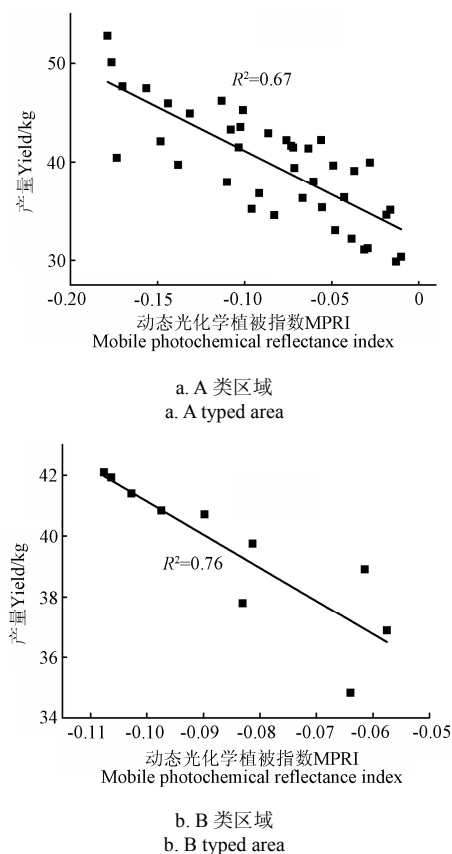 50
40
30
产量Yield/kg
R²=0.67
-0.20 -0.15 -0.10 -0.05 0
动态光化学植被指数MPRI
Mobile photochemical reflectance index
a. A 类区域
a. A typed area
42
40
38
36
34
产量Yield/kg
R²=0.76
-0.11 -0.10 -0.09 -0.08 -0.07 -0.06 -0.05
动态光化学植被指数MPRI
Mobile photochemical reflectance index
b. B 类区域
b. B typed area